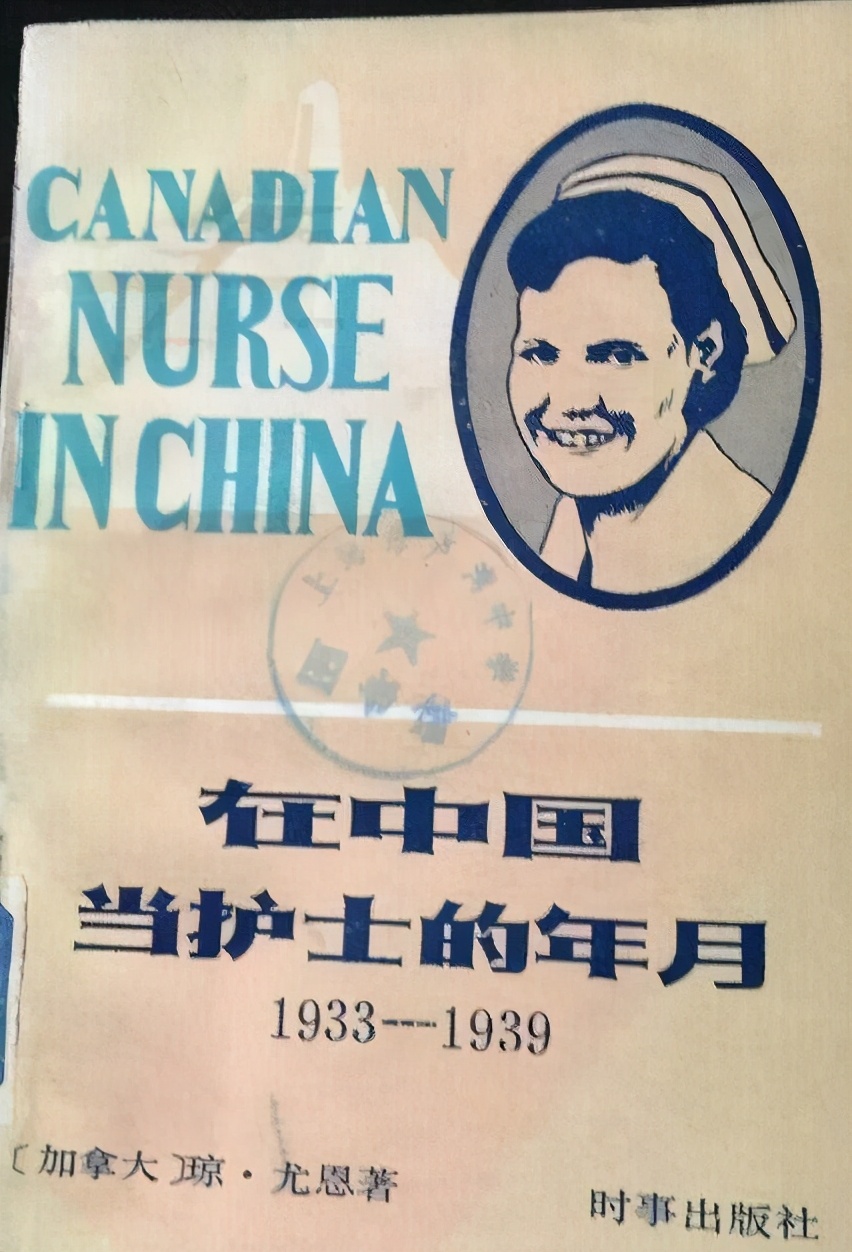 CANADIAN
NURSE
IN CHINA
在中国
当护士的年月
1933—1939
〔加拿大〕琼·尤恩著
时事出版社